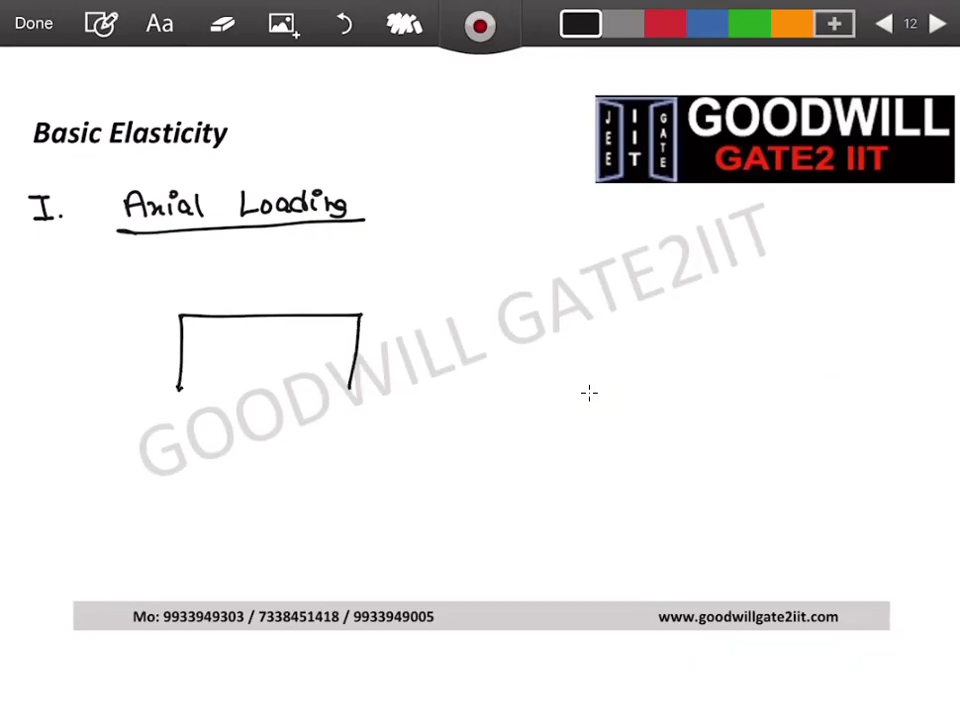 Done
Aa
12
JEE
IIT
GATE
GOODWILL
GATE2 IIT
Basic Elasticity
I. Axial Loading
GOODWILL GATE2IIT
Mo: 9933949303 / 7338451418 / 9933949005
www.goodwillgate2iit.com